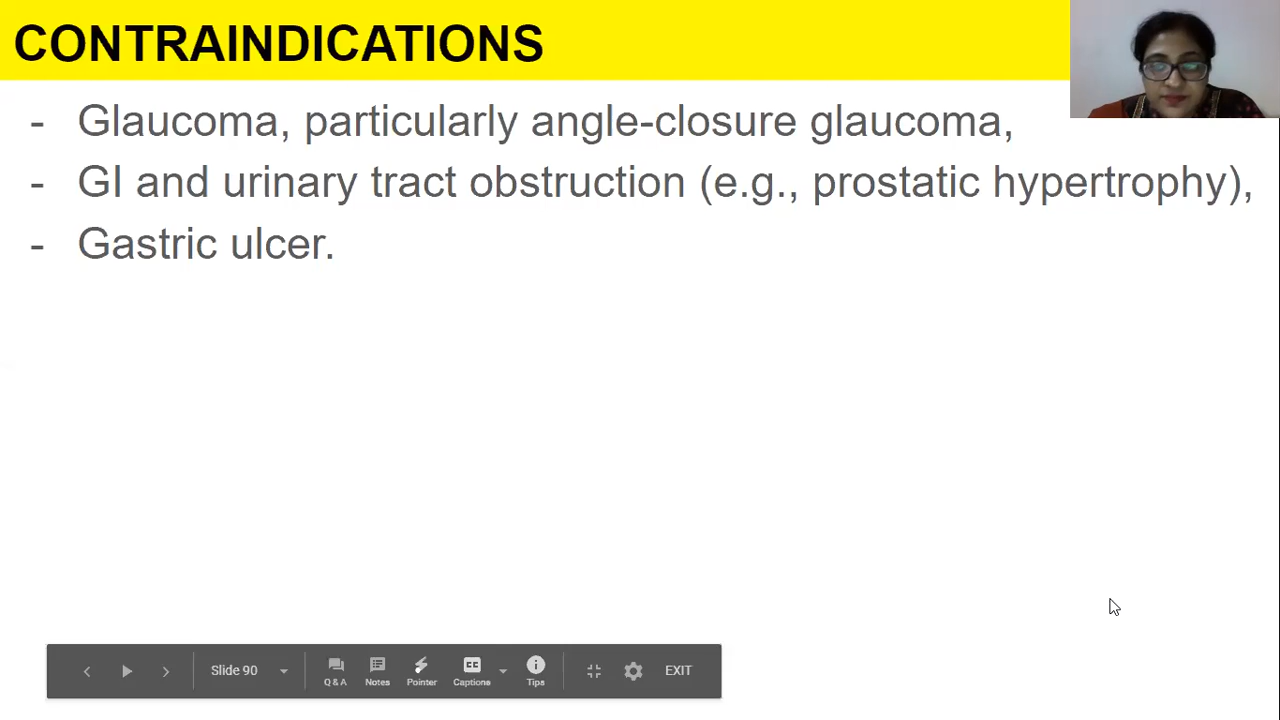 CONTRAINDICATIONS
- Glaucoma, particularly angle-closure glaucoma,
- GI and urinary tract obstruction (e.g., prostatic hypertrophy),
- Gastric ulcer.
Slide 90
Q & A Notes Pointer Captions Tips EXIT